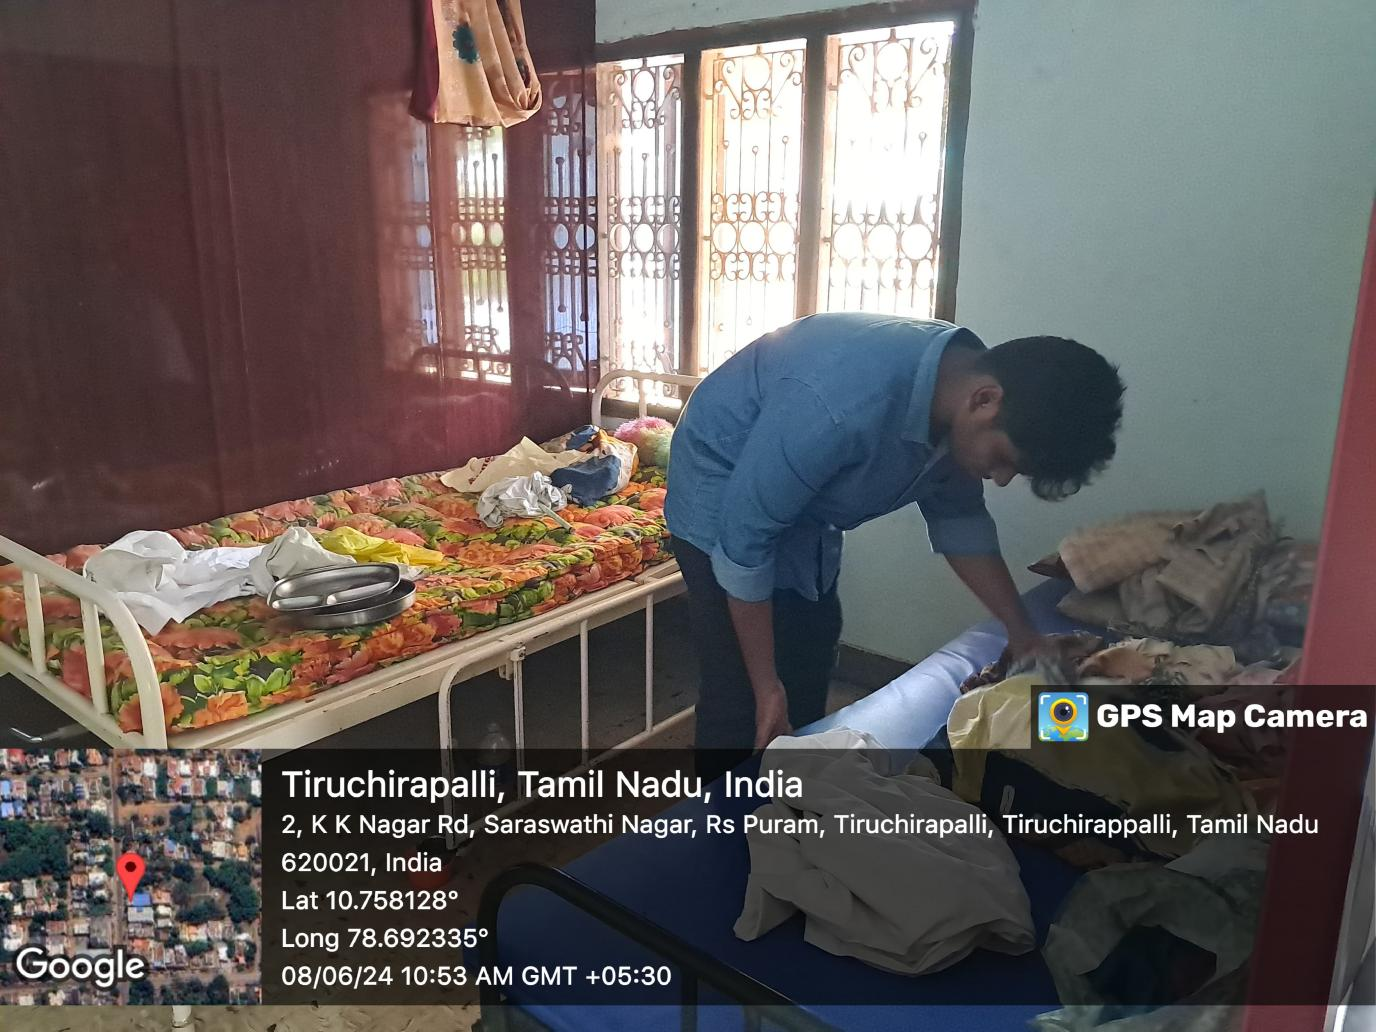 GPS Map Camera
Tiruchirapalli, Tamil Nadu, India
2, K K Nagar Rd, Saraswathi Nagar, Rs Puram, Tiruchirapalli, Tiruchirappalli, Tamil Nadu
620021, India
Lat 10.758128°
Long 78.692335°
08/06/24 10:53 AM GMT +05:30
Google